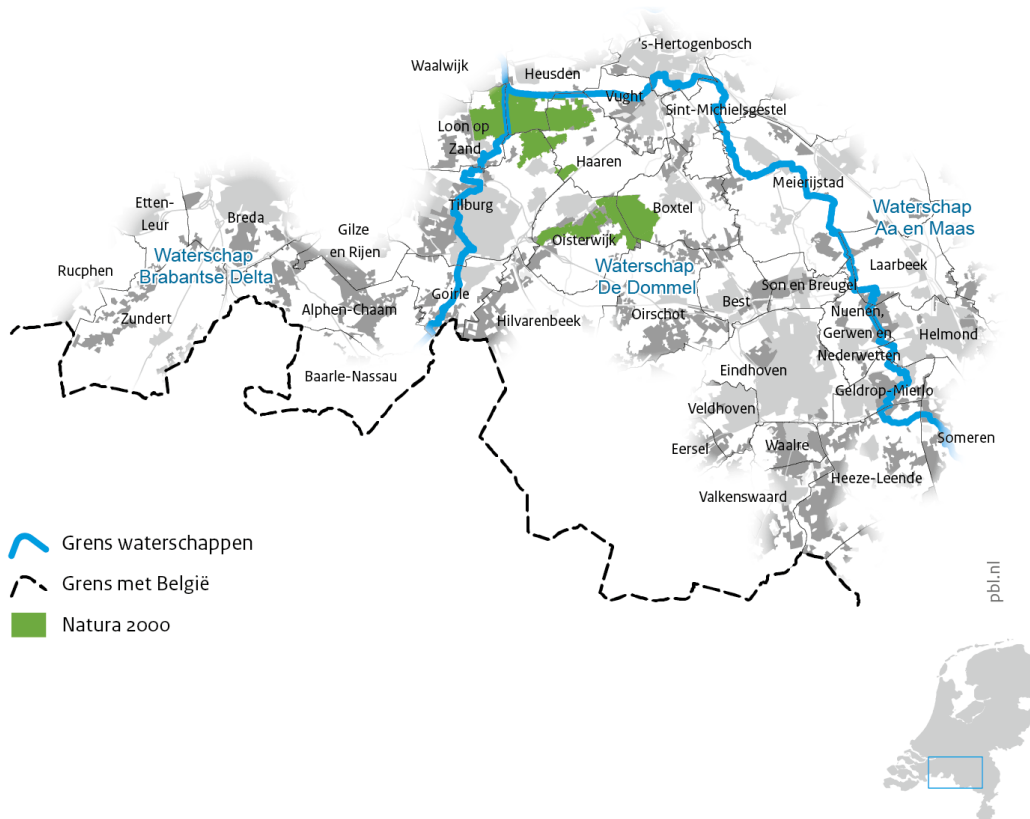 's-Hertogenbosch
Waalwijk
Heusden
Vught
Sint-Michielsgestel
Loon op
Zand
Haaren
Meierijstad
Etten-
Leur
Breda
Tilburg
Boxtel
Waterschap
Aa en Maas
Gilze
en Rijen
Oisterwijk
Waterschap
Brabantse Delta
Rucphen
Waterschap
De Dommel
Laarbeek
Son en Breugel
Goirle
Best
Zundert
Alphen-Chaam
Hilvarenbeek
Oirschot
Nuenen,
Gerwen en
Nederwetten
Helmond
Eindhoven
Baarle-Nassau
Geldrop-Mierlo
Veldhoven
Someren
Eersel
Waalre
Heeze-Leende
Valkenswaard
Grens waterschappen
Grens met België
Natura 2000
pbl.nl